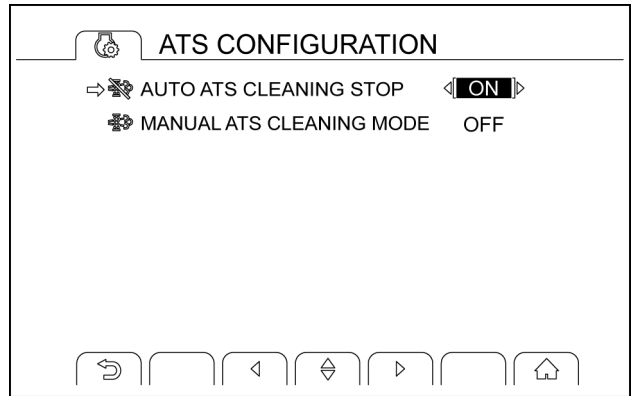 ATS CONFIGURATION
AUTO ATS CLEANING STOP ON
MANUAL ATS CLEANING MODE OFF